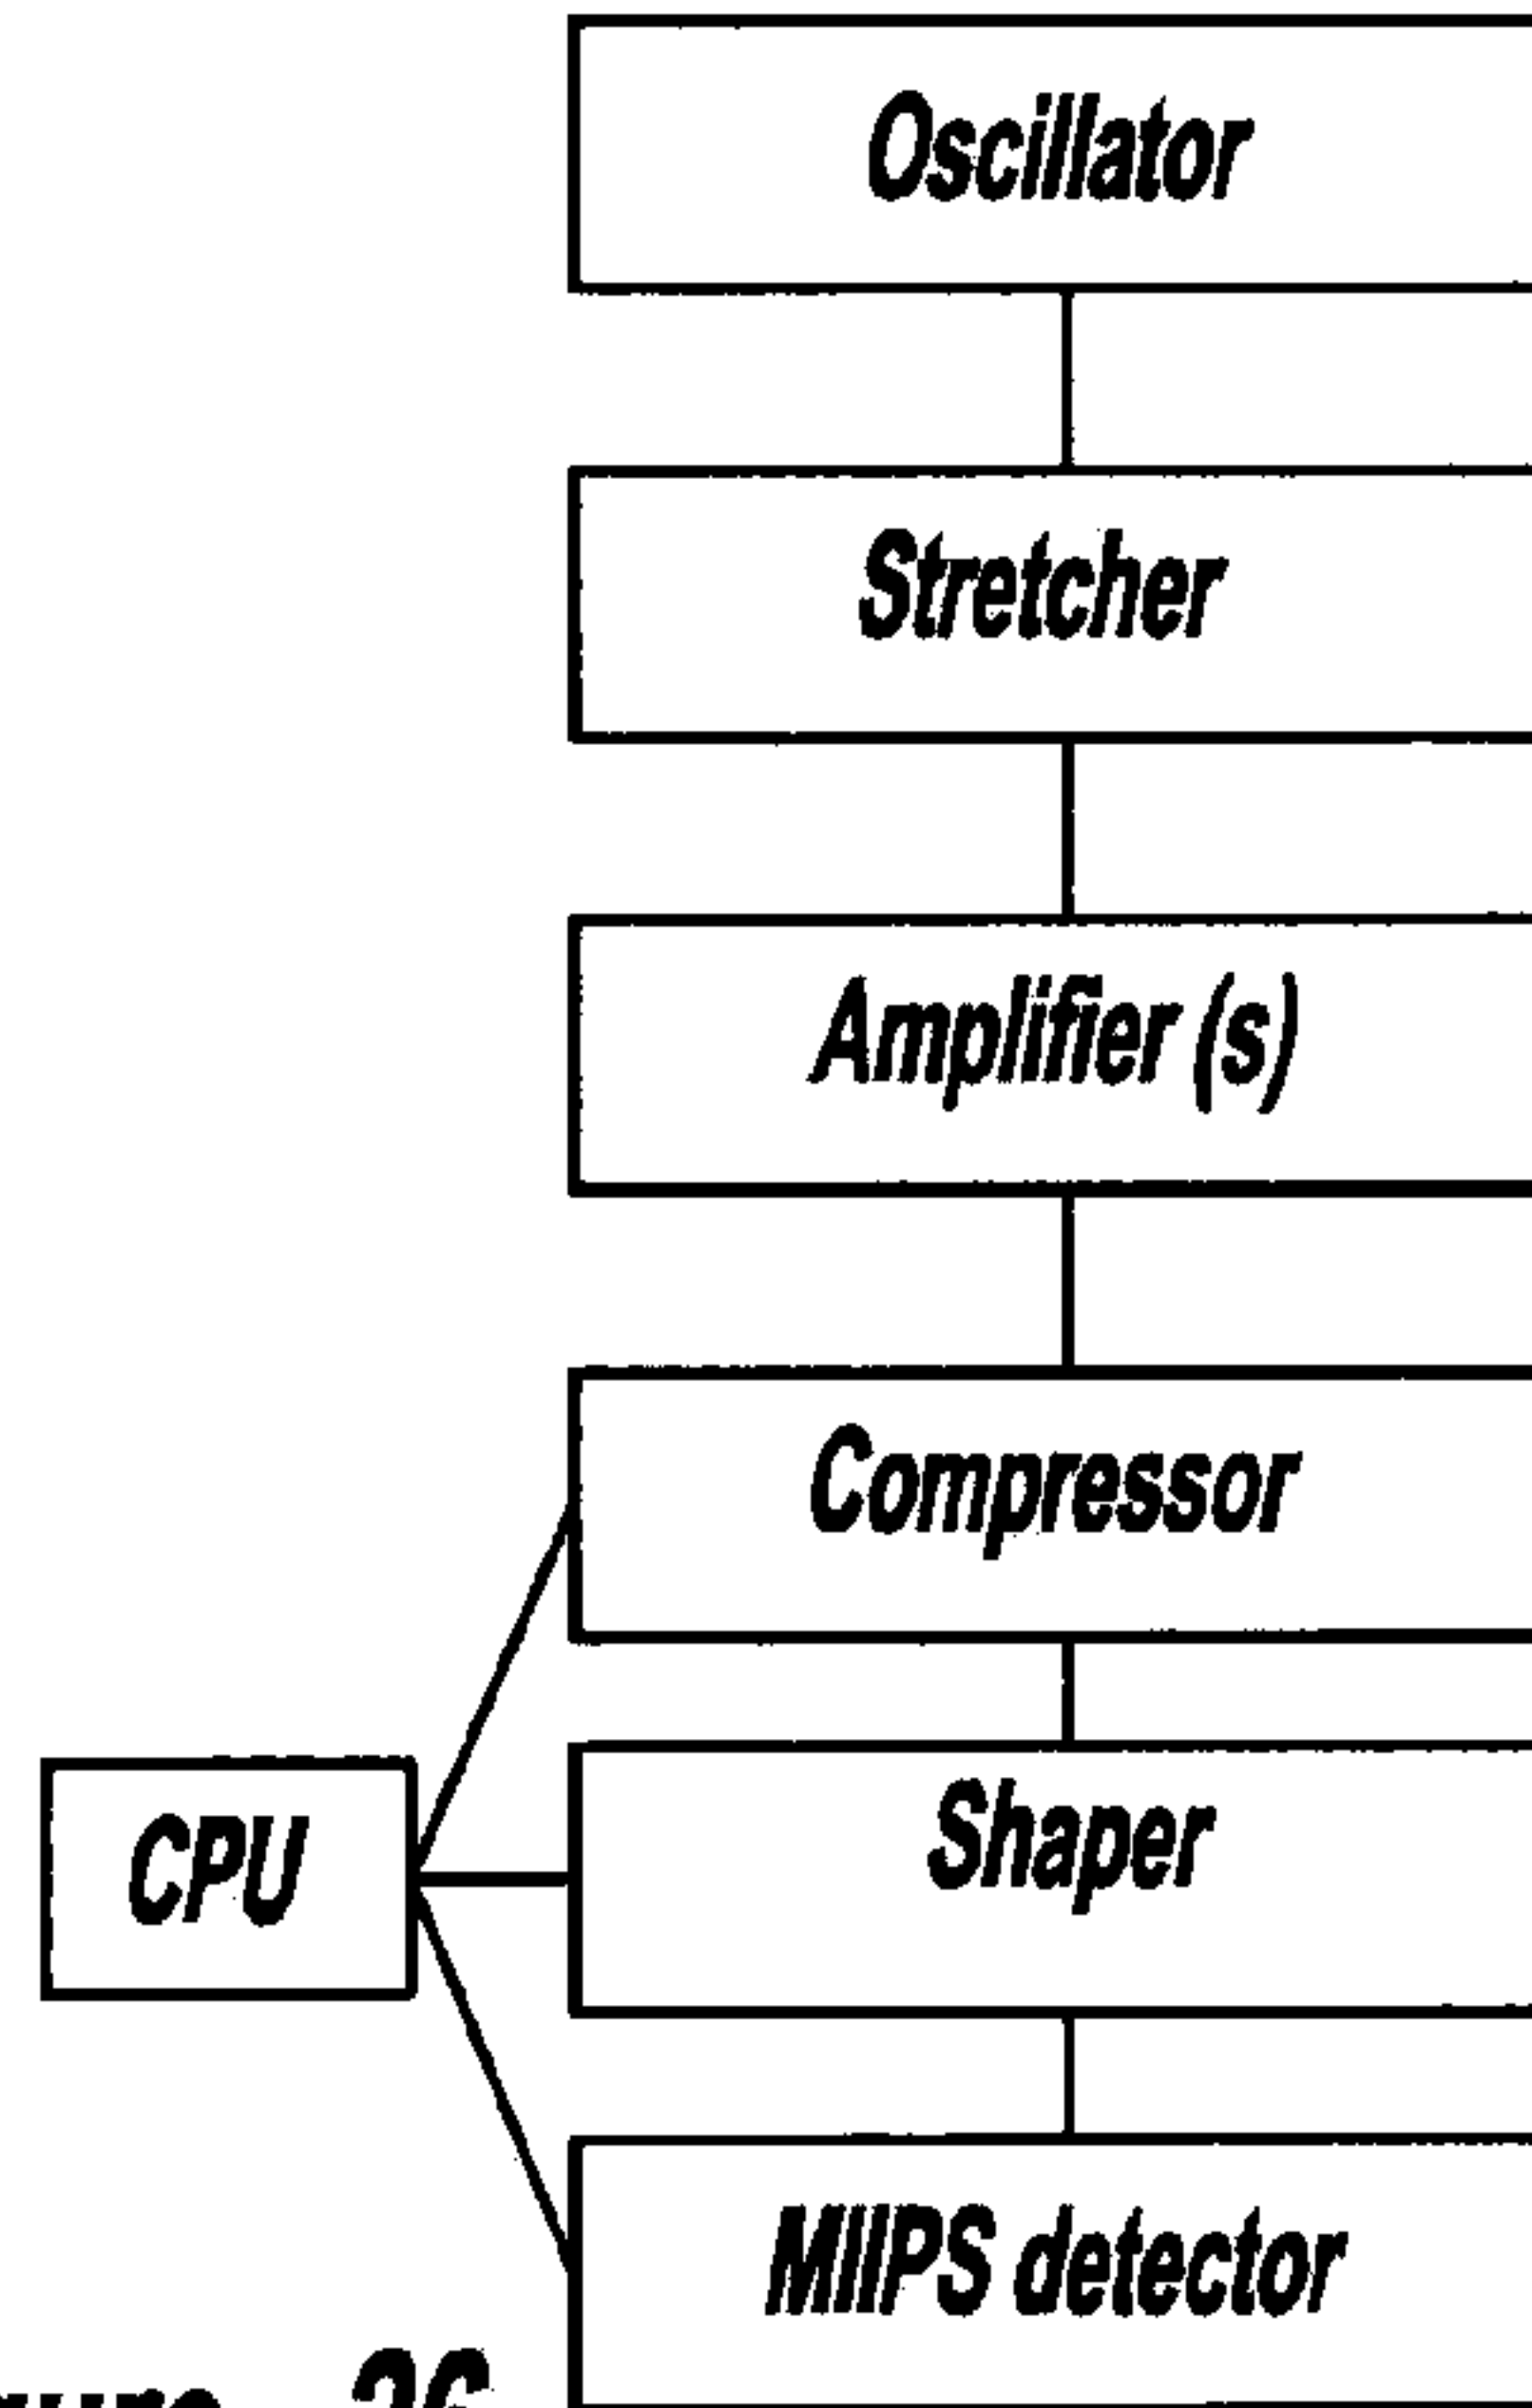 Oscillator
Stretcher
Amplifier (s)
Compressor
Shaper
CPU
MIIPS detector